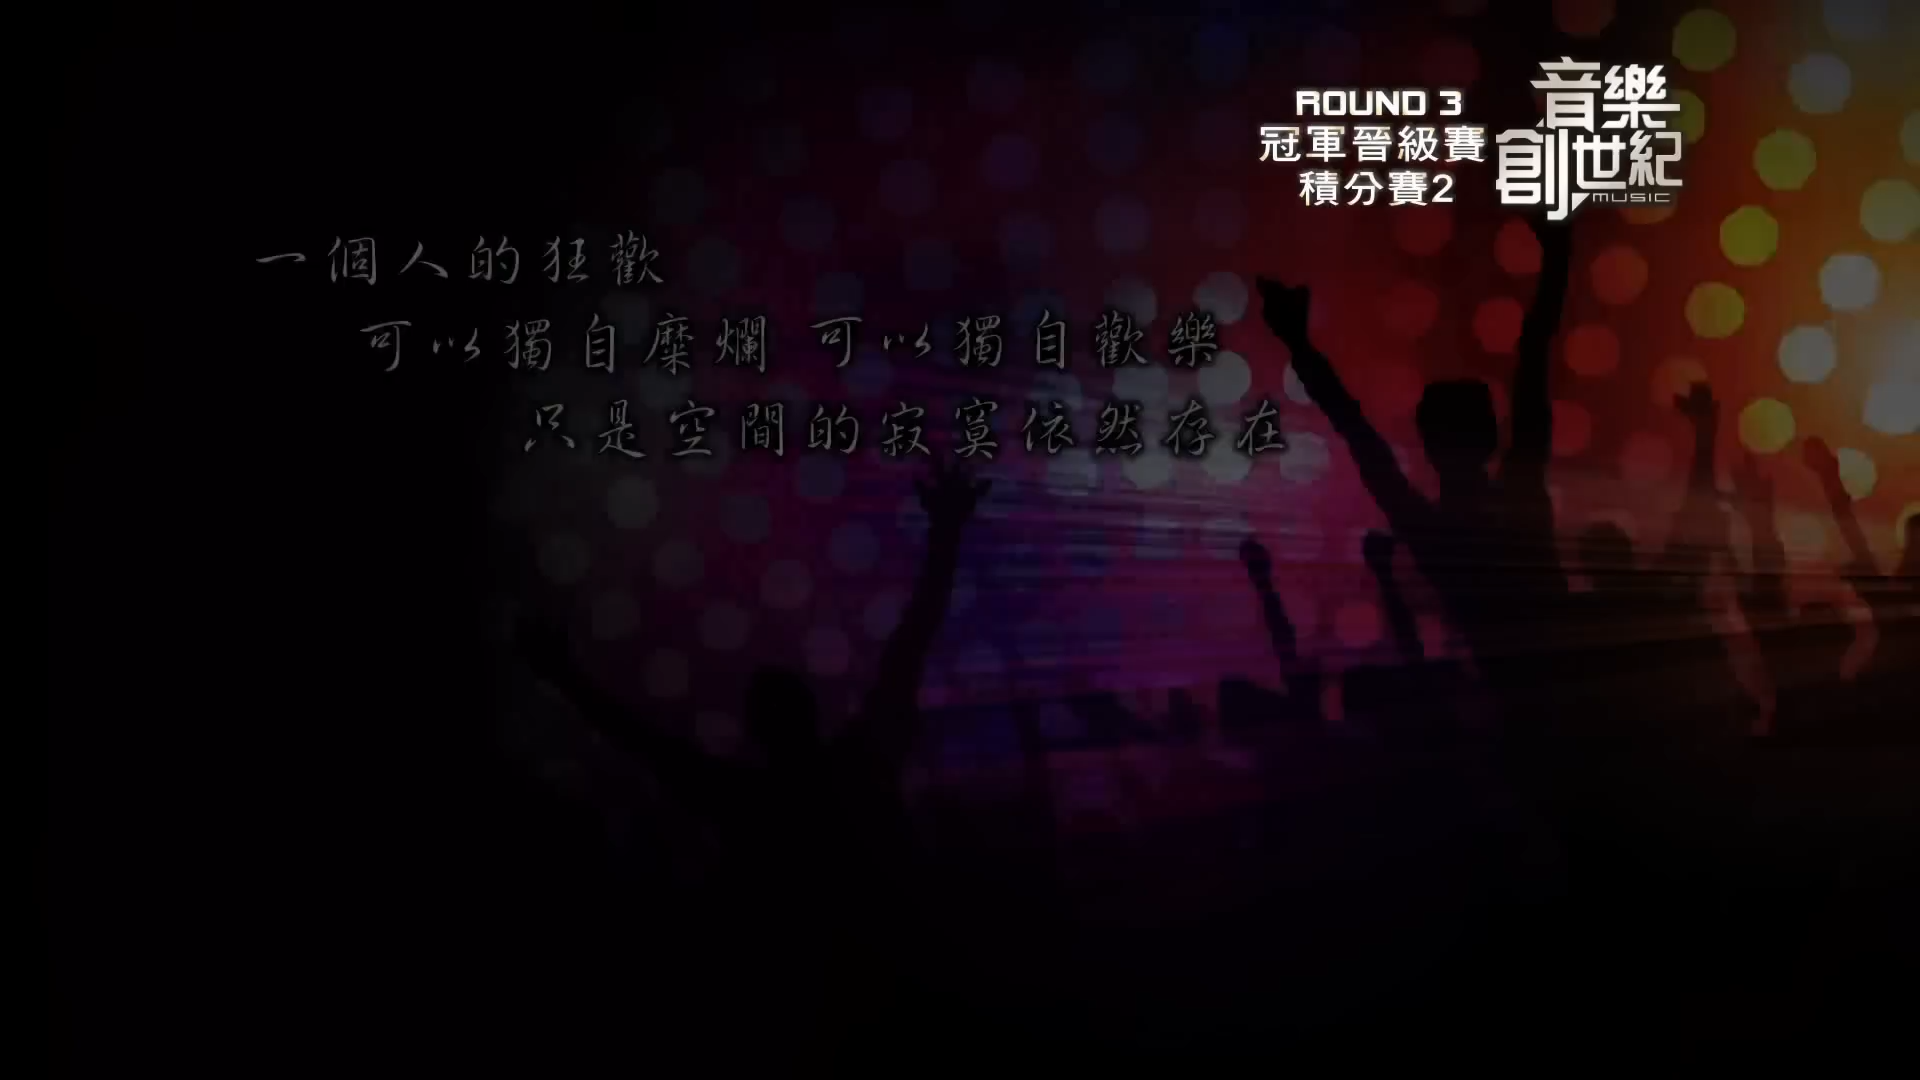 ROUND 3
冠軍晉級賽
積分賽2
音樂
創世紀
MUSIC
一個人的狂歡
可以獨自糜爛 可以獨自歡樂
只是空間的寂寞依然存在